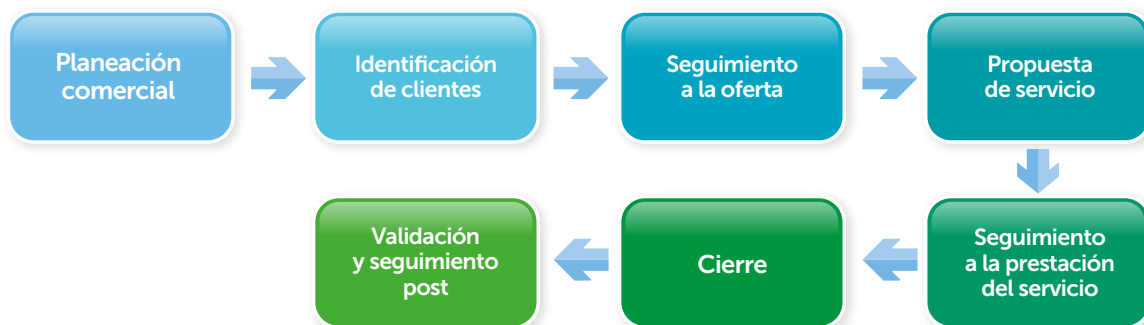 Planeación
comercial
Identificación
de clientes
Seguimiento
a la oferta
Propuesta
de servicio
Seguimiento
a la prestación
del servicio
Cierre
Validación
y seguimiento
post